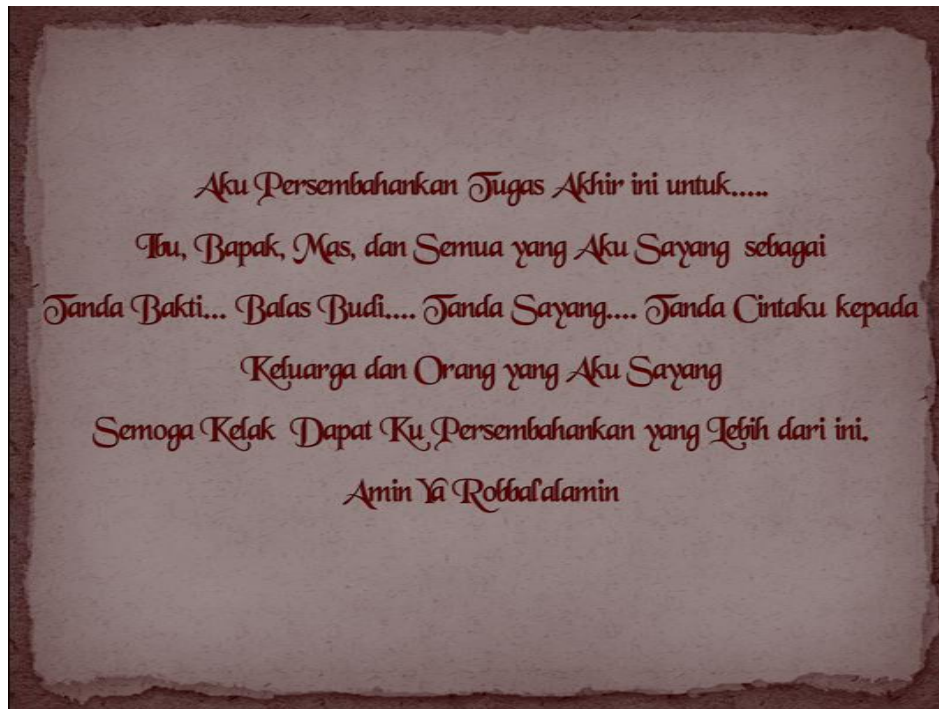 Aku Persembahankan Tugas Akhir ini untuk.....
Ibu, Bapak, Mas, dan Semua yang Aku Sayang sebagai
Tanda Bakti... Balas Budi.... Tanda Sayang.... Tanda Cintaku kepada
Keluarga dan Orang yang Aku Sayang
Semoga Kelak Dapat Ku Persembahankan yang Lebih dari ini.
Amin Ya Robbal'alamin